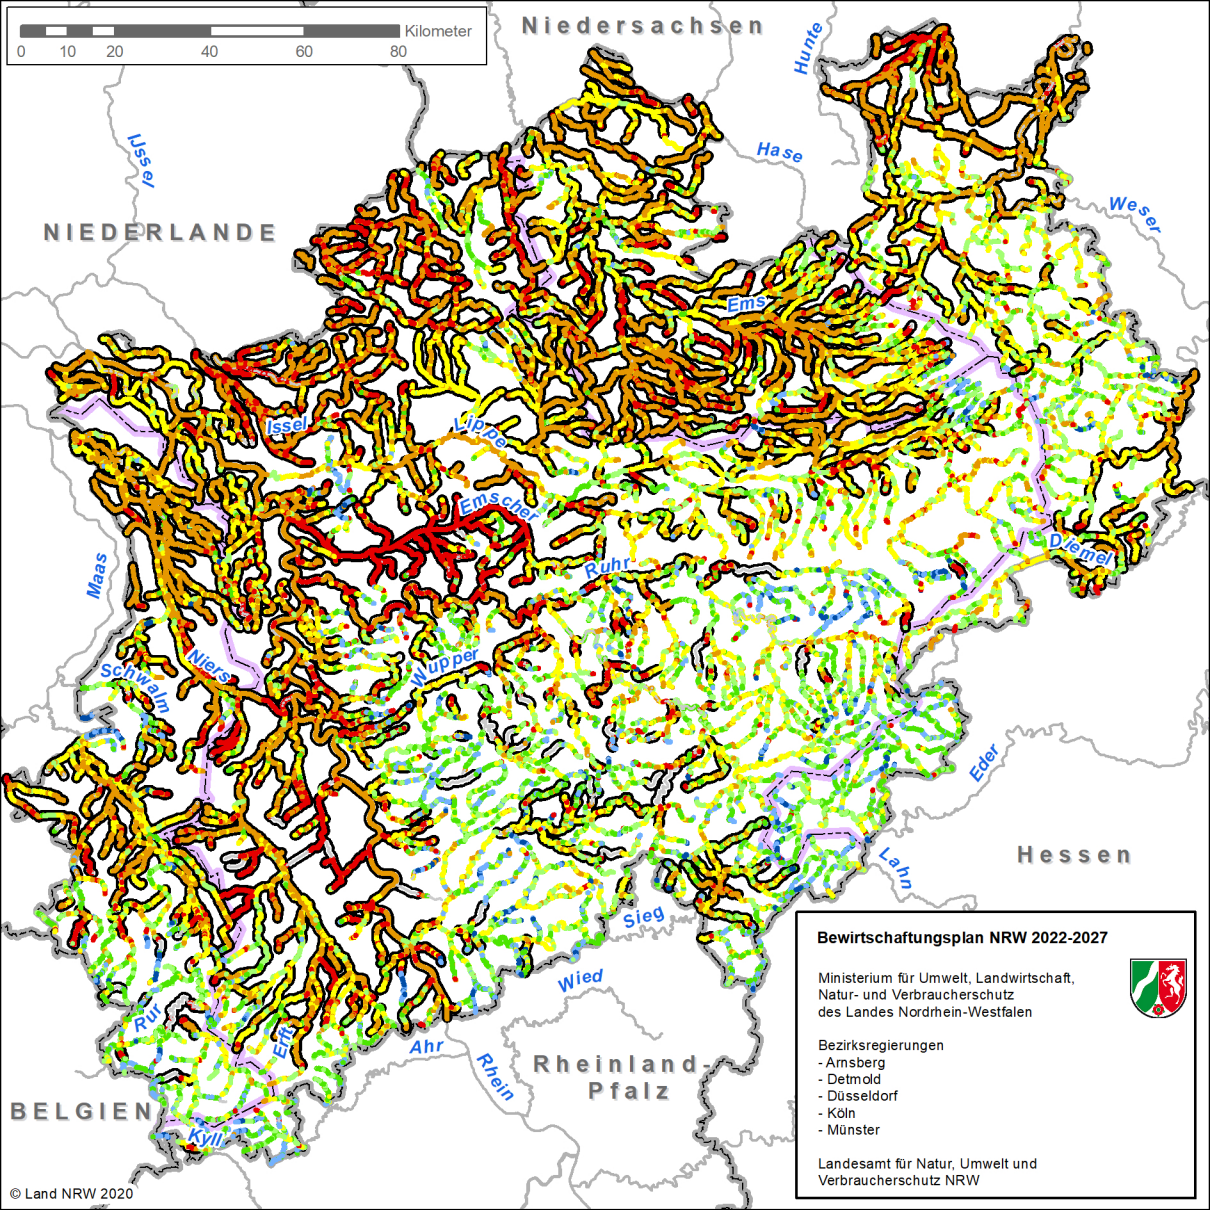 Kilometer
0 10 20 40 60 80
Niedersachsen
Hunte
IJssel
Hase
NIEDERLANDE
Weser
Ems
Issel
Lippe
Emscher
Diemel
Maas
Ruhr
Niers
Wupper
Schwalm
Eder
Hessen
Lahn
Sieg
Wied
Rur
Erft
Ahr
Rhein
Rheinland-
Pfalz
BELGIEN
Kyll
© Land NRW 2020
Bewirtschaftungsplan NRW 2022-2027
Ministerium für Umwelt, Landwirtschaft,
Natur- und Verbraucherschutz
des Landes Nordrhein-Westfalen
Bezirksregierungen
- Arnsberg
- Detmold
- Düsseldorf
- Köln
- Münster
Landesamt für Natur, Umwelt und
Verbraucherschutz NRW